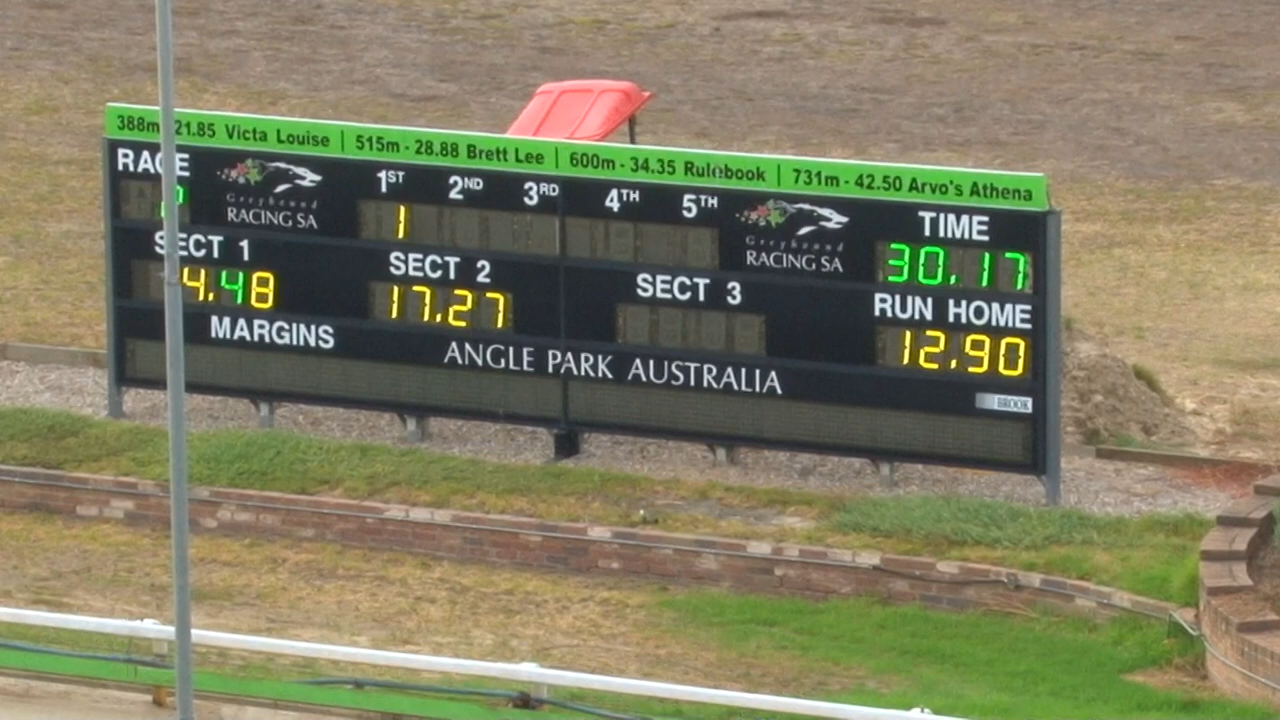 388m - 21.85 Victa Louise | 515m - 28.88 Brett Lee | 600m - 34.35 Rulebook | 731m - 42.50 Arvo's Athena
RACE
Greyhound
RACING SA
1ST 2ND 3RD 4TH 5TH
1
Greyhound
RACING SA
TIME
30.17
SECT 1
4.48
SECT 2
17.27
SECT 3
RUN HOME
12.90
MARGINS
ANGLE PARK AUSTRALIA
BROOK